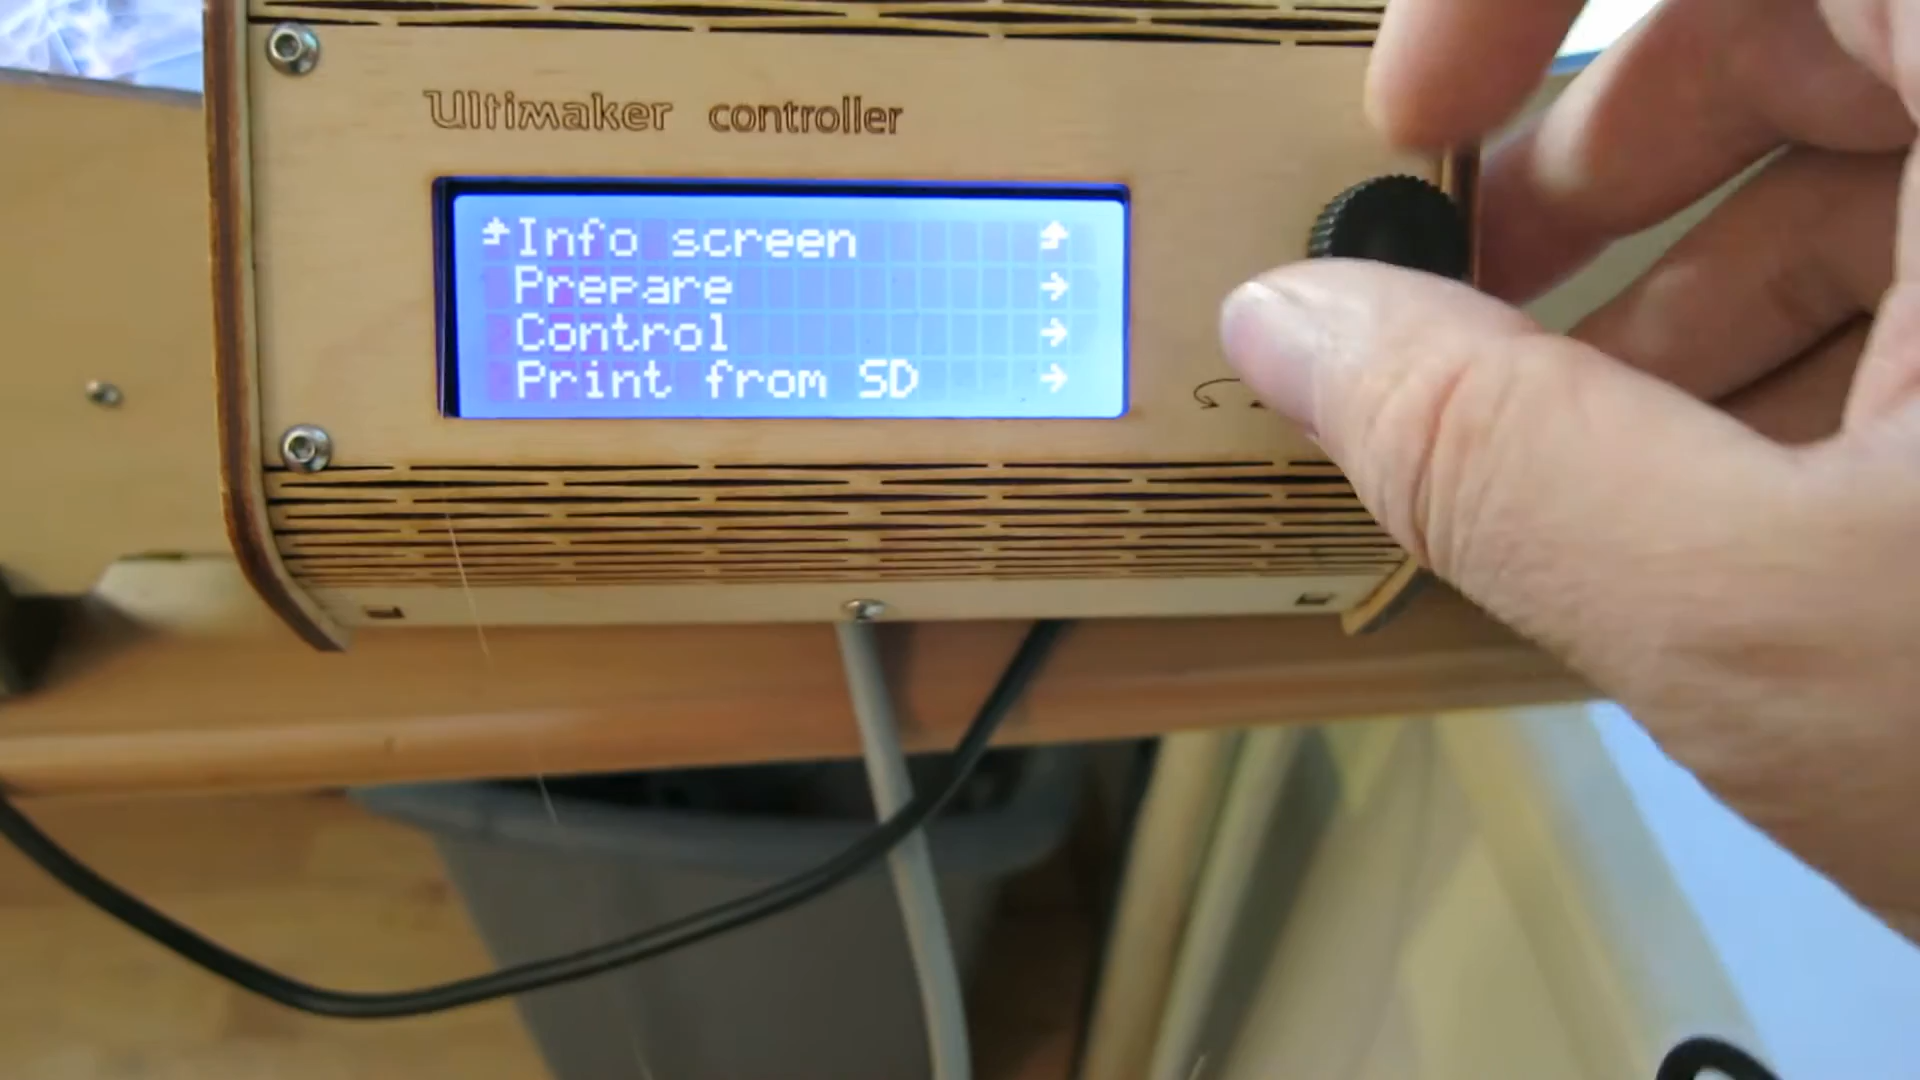 Ultimaker controller
Info screen
Prepare
Control
Print from SD